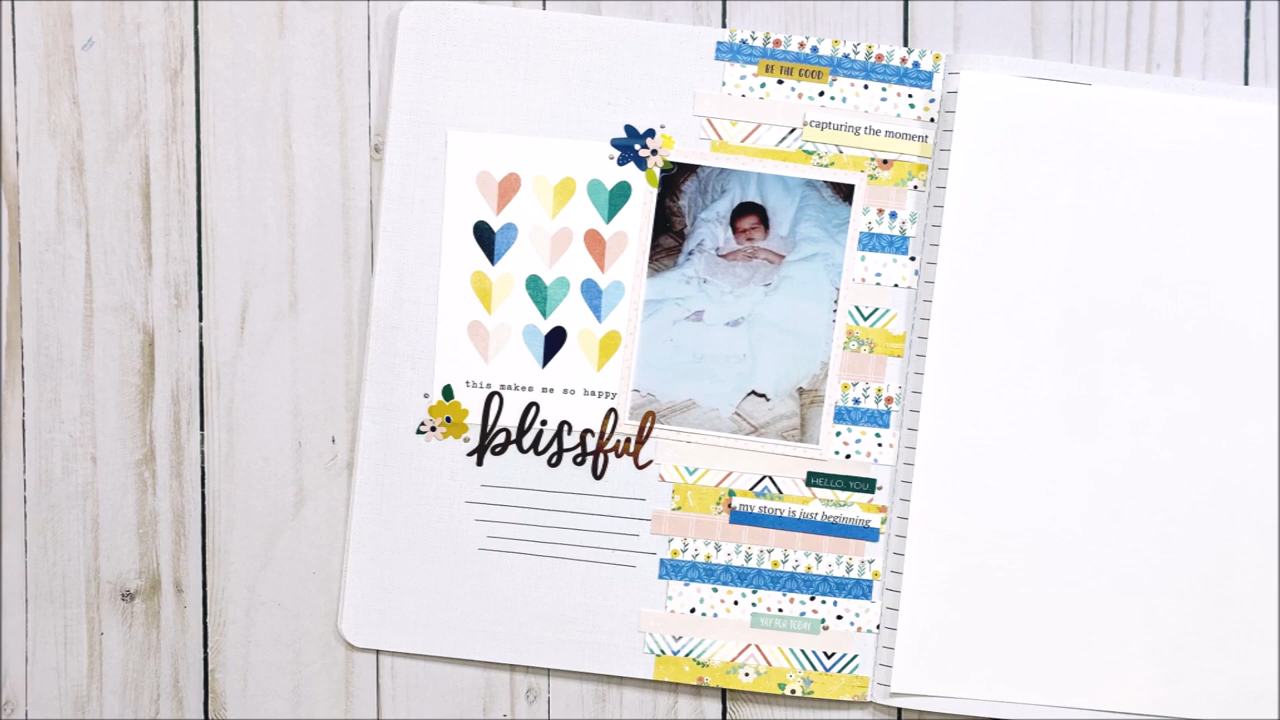 BE THE GOOD
capturing the moment
this makes me so happy
blissful
HELLO, YOU.
my story is just beginning
YAY FOR TODAY